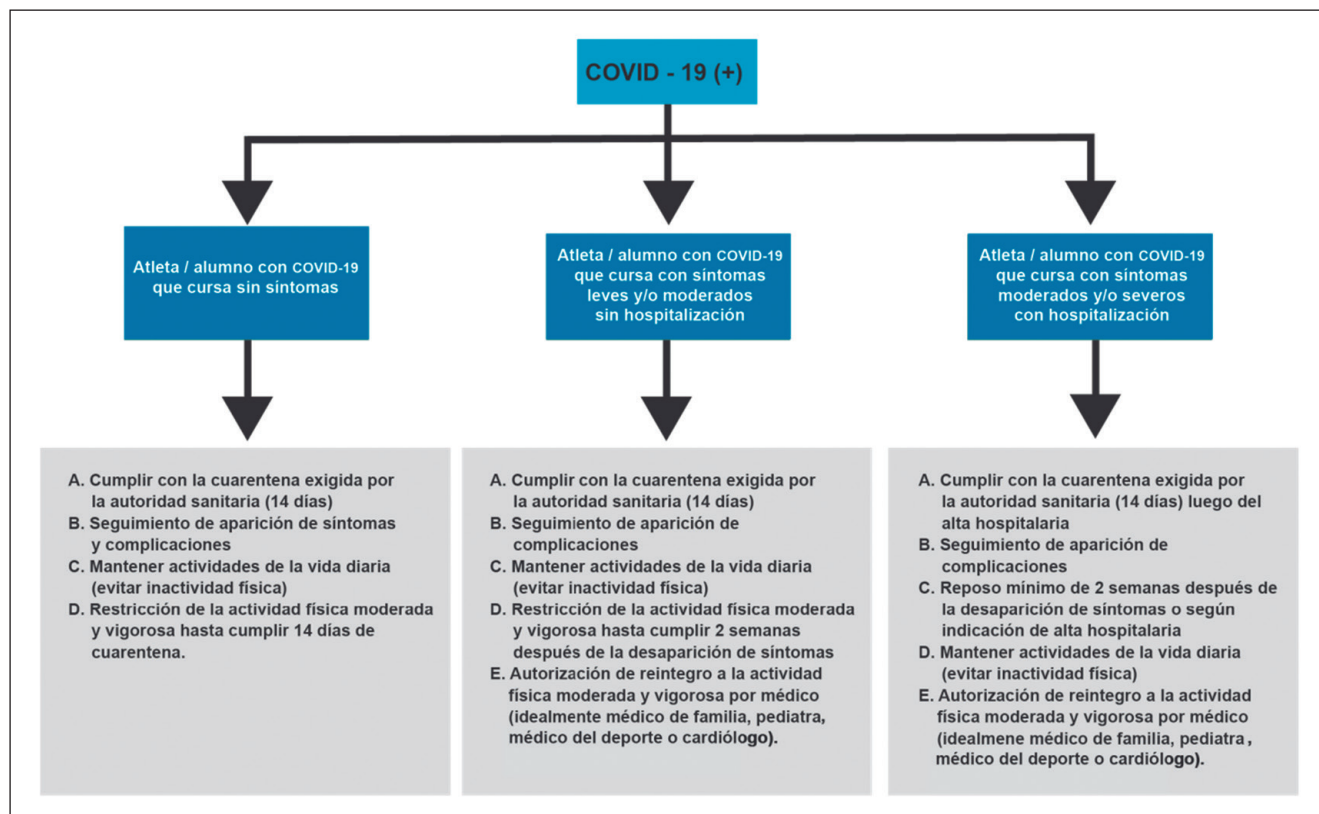 COVID - 19 (+)
Atleta / alumno con COVID-19
que cursa sin síntomas
Atleta / alumno con COVID-19
que cursa con síntomas
leves y/o moderados
sin hospitalización
Atleta / alumno con COVID-19
que cursa con síntomas
moderados y/o severos
con hospitalización
A. Cumplir con la cuarentena exigida por
la autoridad sanitaria (14 días)
B. Seguimiento de aparición de síntomas
y complicaciones
C. Mantener actividades de la vida diaria
(evitar inactividad física)
D. Restricción de la actividad física moderada
y vigorosa hasta cumplir 14 días de
cuarentena.
A. Cumplir con la cuarentena exigida por
la autoridad sanitaria (14 días)
B. Seguimiento de aparición de
complicaciones
C. Mantener actividades de la vida diaria
(evitar inactividad física)
D. Restricción de la actividad física moderada
y vigorosa hasta cumplir 2 semanas
después de la desaparición de síntomas
E. Autorización de reintegro a la actividad
física moderada y vigorosa por médico
(idealmente médico de familia, pediatra,
médico del deporte o cardiólogo).
A. Cumplir con la cuarentena exigida por
la autoridad sanitaria (14 días) luego del
alta hospitalaria
B. Seguimiento de aparición de
complicaciones
C. Reposo mínimo de 2 semanas después de
la desaparición de síntomas o según
indicación de alta hospitalaria
D. Mantener actividades de la vida diaria
(evitar inactividad física)
E. Autorización de reintegro a la actividad
física moderada y vigorosa por médico
(idealmene médico de familia, pediatra ,
médico del deporte o cardiólogo).